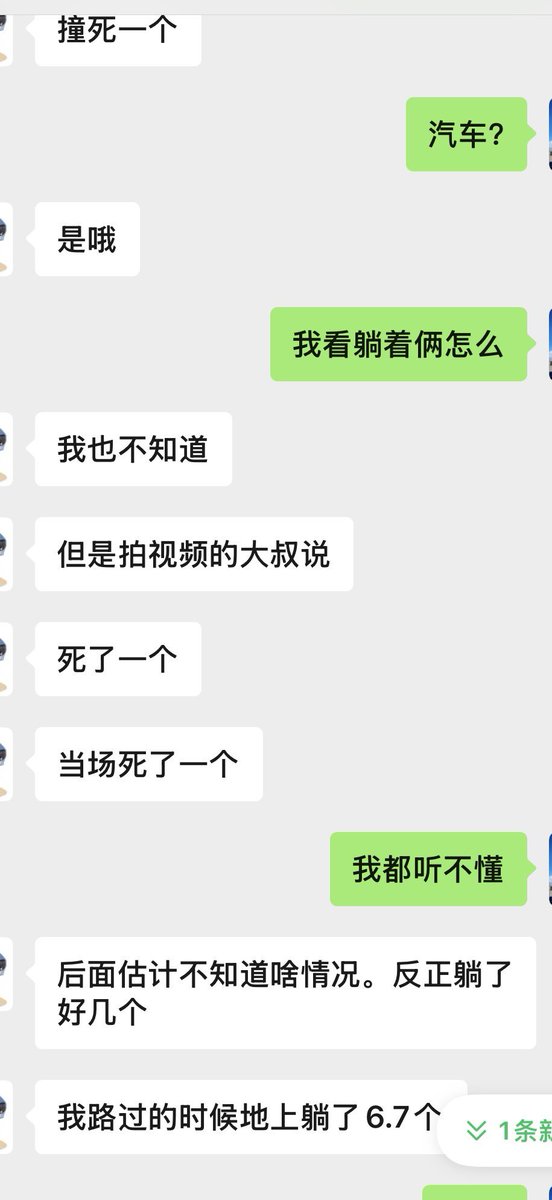 撞死一个
汽车?
是哦
我看躺着俩怎么
我也不知道
但是拍视频的大叔说
死了一个
当场死了一个
我都听不懂
后面估计不知道啥情况。反正躺了
好几个
我路过的时候地上躺了6.7个
1条新